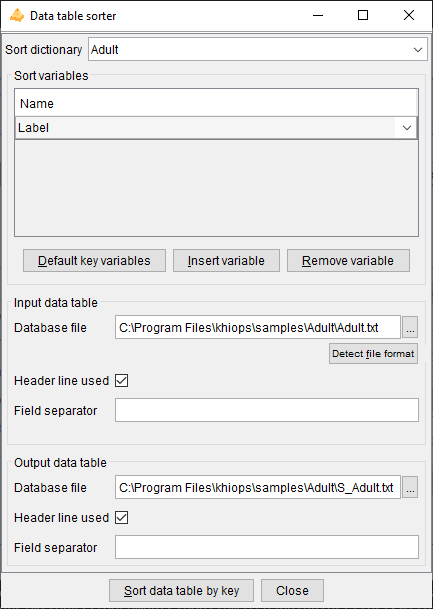 Data table sorter
Sort dictionary Adult
Sort variables
Name
Label
Default key variables Insert variable Remove variable
Input data table
Database file C:\Program Files\khiops\samples\Adult\Adult.txt ...
Detect file format
Header line used
Field separator
Output data table
Database file C:\Program Files\khiops\samples\Adult\S_Adult.txt ...
Header line used
Field separator
Sort data table by key Close